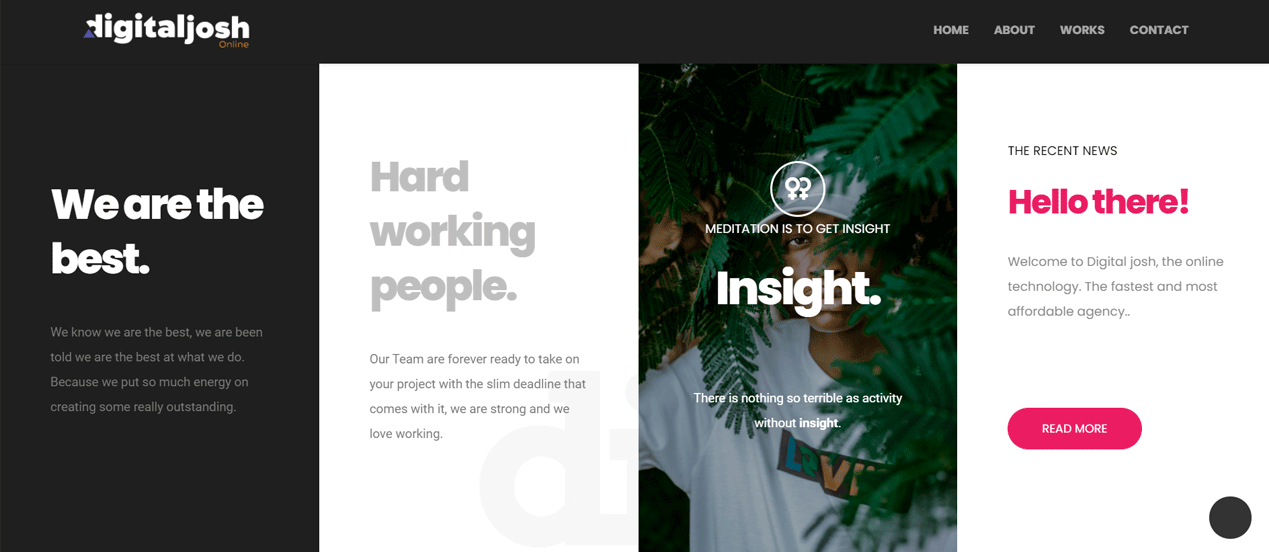 digitaljosh
Online
HOME ABOUT WORKS CONTACT
We are the
best.
We know we are the best, we are been
told we are the best at what we do.
Because we put so much energy on
creating some really outstanding.
Hard
working
people.
Our Team are forever ready to take on
your project with the slim deadline that
comes with it, we are strong and we
love working.
di
MEDITATION IS TO GET INSIGHT
Insight.
There is nothing so terrible as activity
without insight.
THE RECENT NEWS
Hello there!
Welcome to Digital josh, the online
technology. The fastest and most
affordable agency..
READ MORE